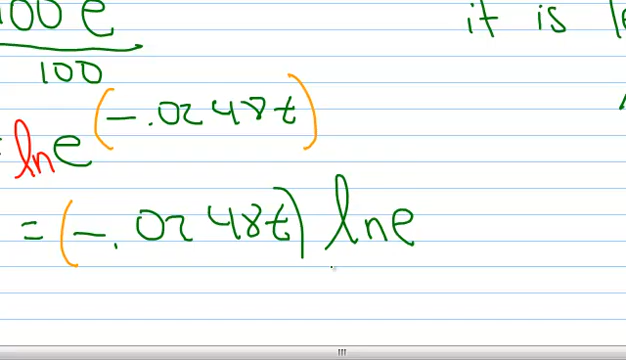 100 e
it is
100
= ln e^(-.0248t)
= (-.0248t) ln e